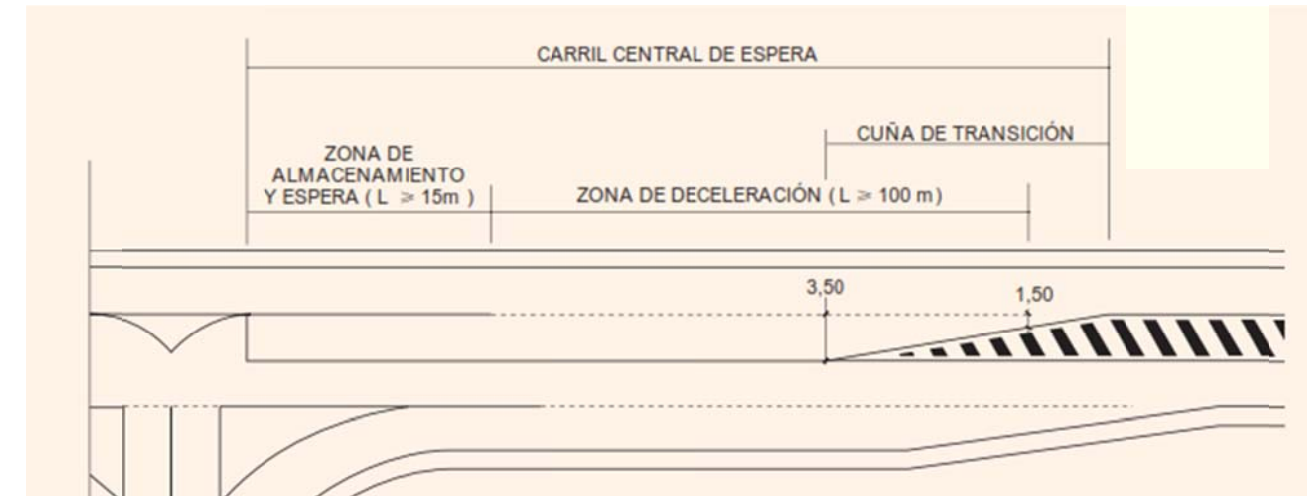 CARRIL CENTRAL DE ESPERA
CUÑA DE TRANSICIÓN
ZONA DE
ALMACENAMIENTO
Y ESPERA ( L ⩾ 15m )
ZONA DE DECELERACIÓN ( L ⩾ 100 m )
3,50
1,50